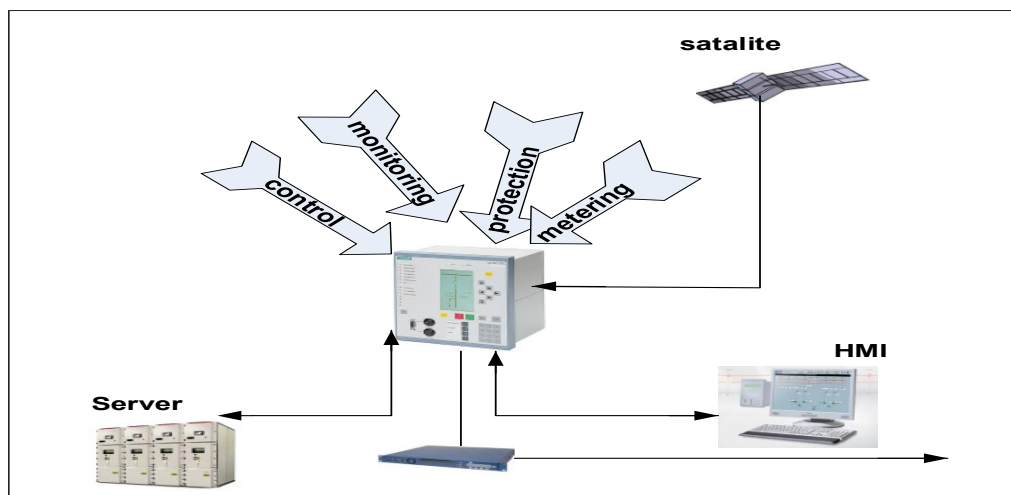 satalite
monitoring
protection
control
metering
HMI
Server